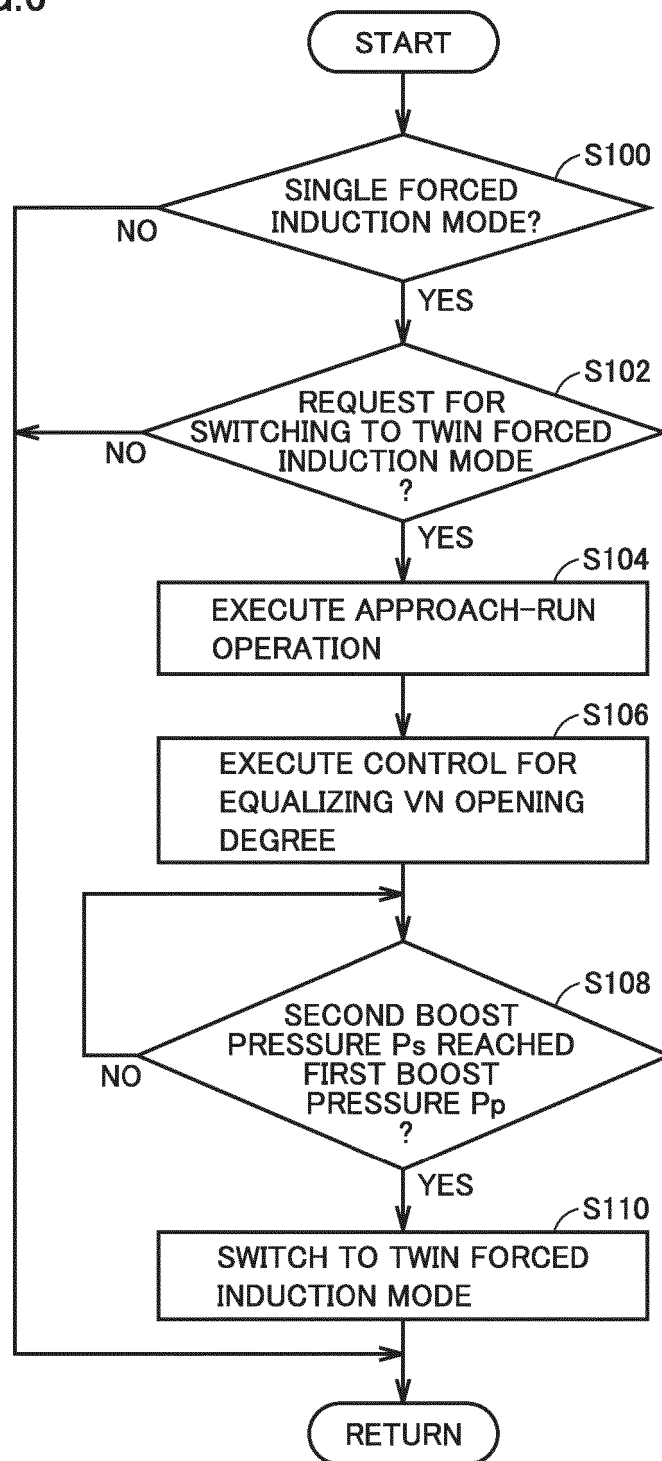 START
S100
SINGLE FORCED
INDUCTION MODE?
NO
YES
S102
REQUEST FOR
SWITCHING TO TWIN FORCED
INDUCTION MODE
?
NO
YES
S104
EXECUTE APPROACH-RUN
OPERATION
S106
EXECUTE CONTROL FOR
EQUALIZING VN OPENING
DEGREE
S108
SECOND BOOST
PRESSURE Ps REACHED
FIRST BOOST
PRESSURE Pp
?
NO
YES
S110
SWITCH TO TWIN FORCED
INDUCTION MODE
RETURN